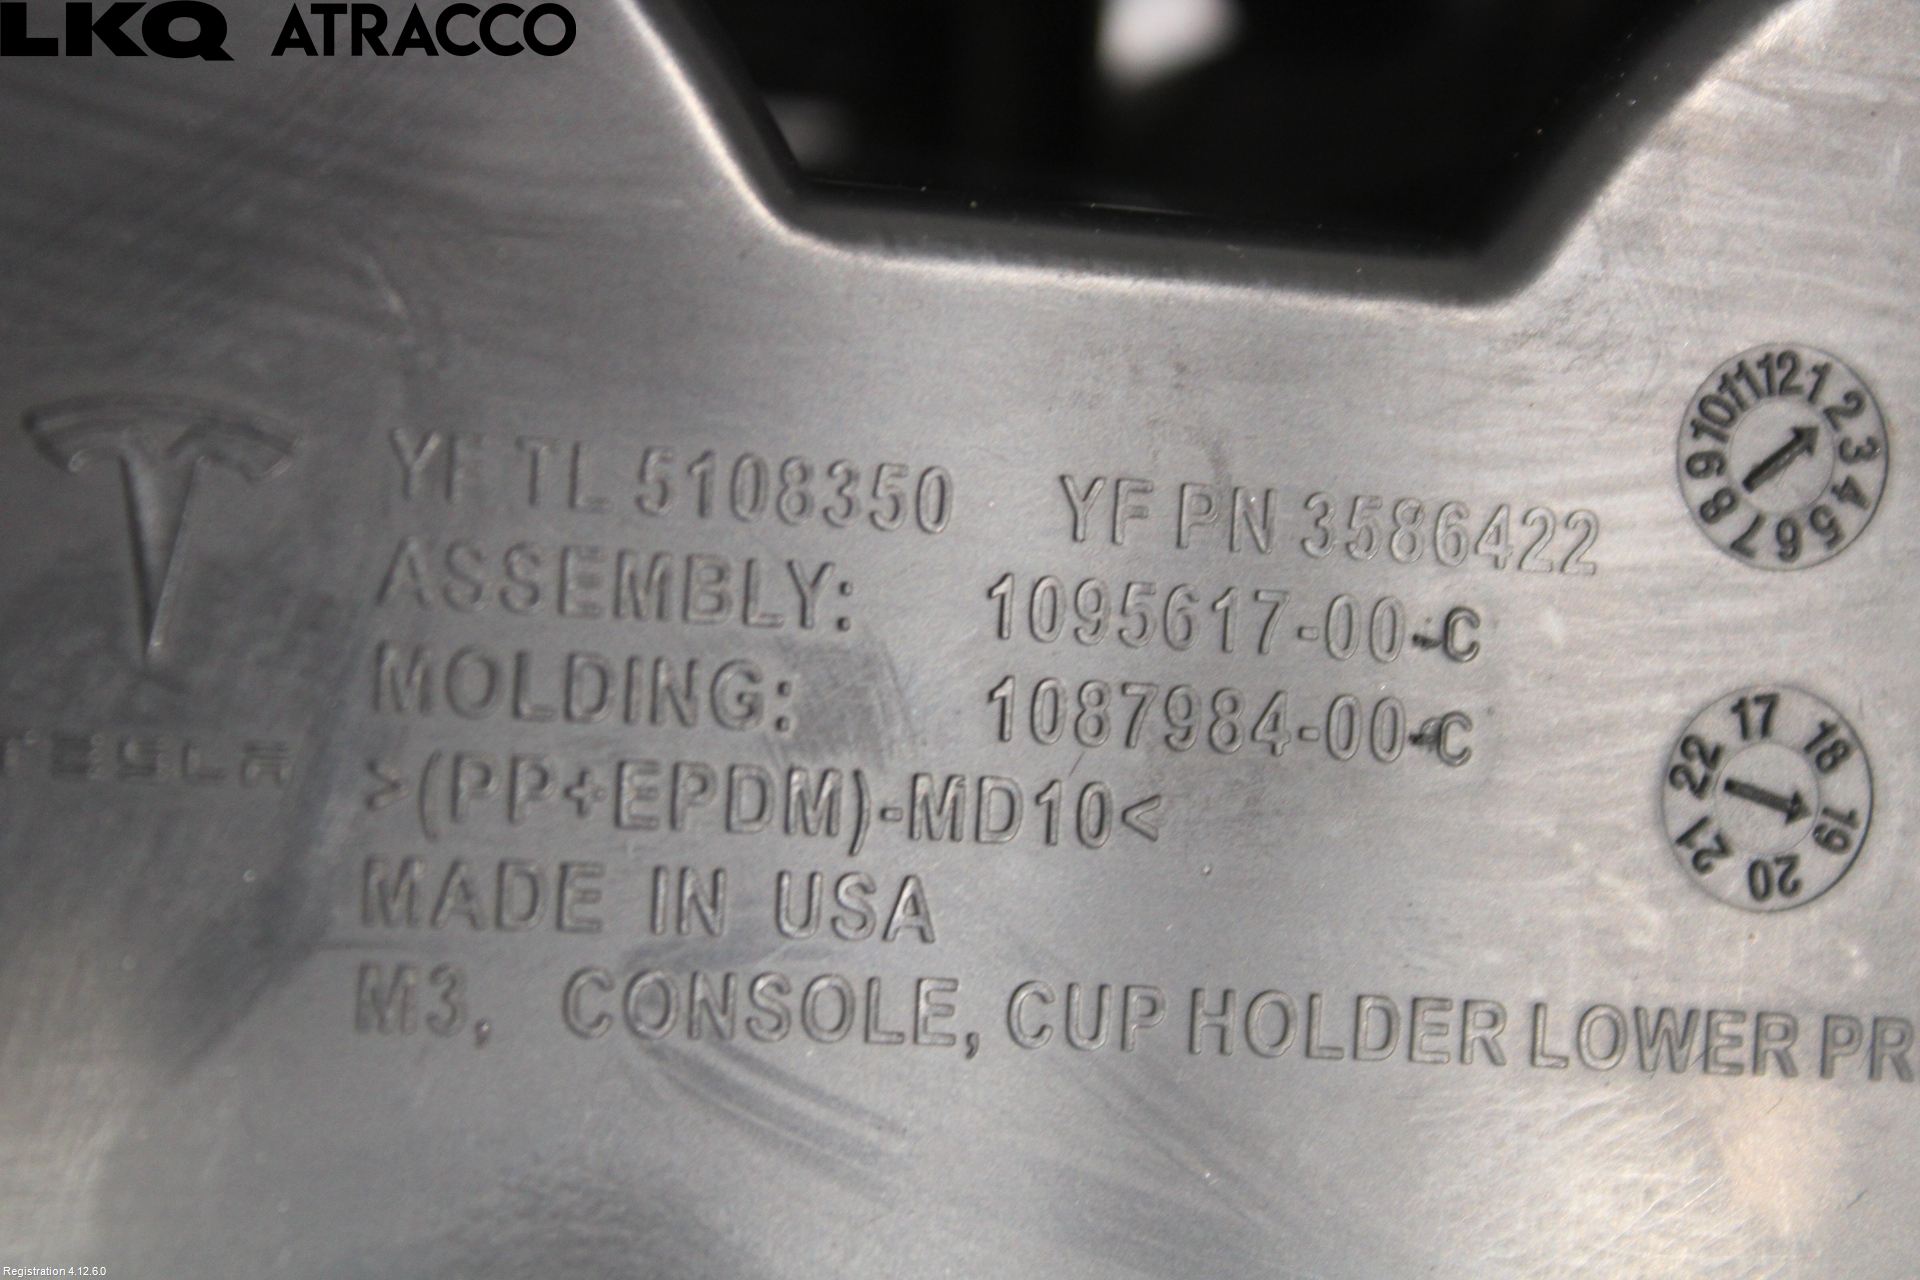 LKQ ATRACCO
YF TL 5108350 YF PN 3586422
ASSEMBLY: 1095617-00-C
MOLDING: 1087984-00-C
TESLA
>(PP+EPDM)-MD10<
MADE IN USA
M3, CONSOLE, CUP HOLDER LOWER PR
1 2 3 4 5 6 7 8 9 10 11 12
17 18 19 20 21 22
Registration 4.12.6.0